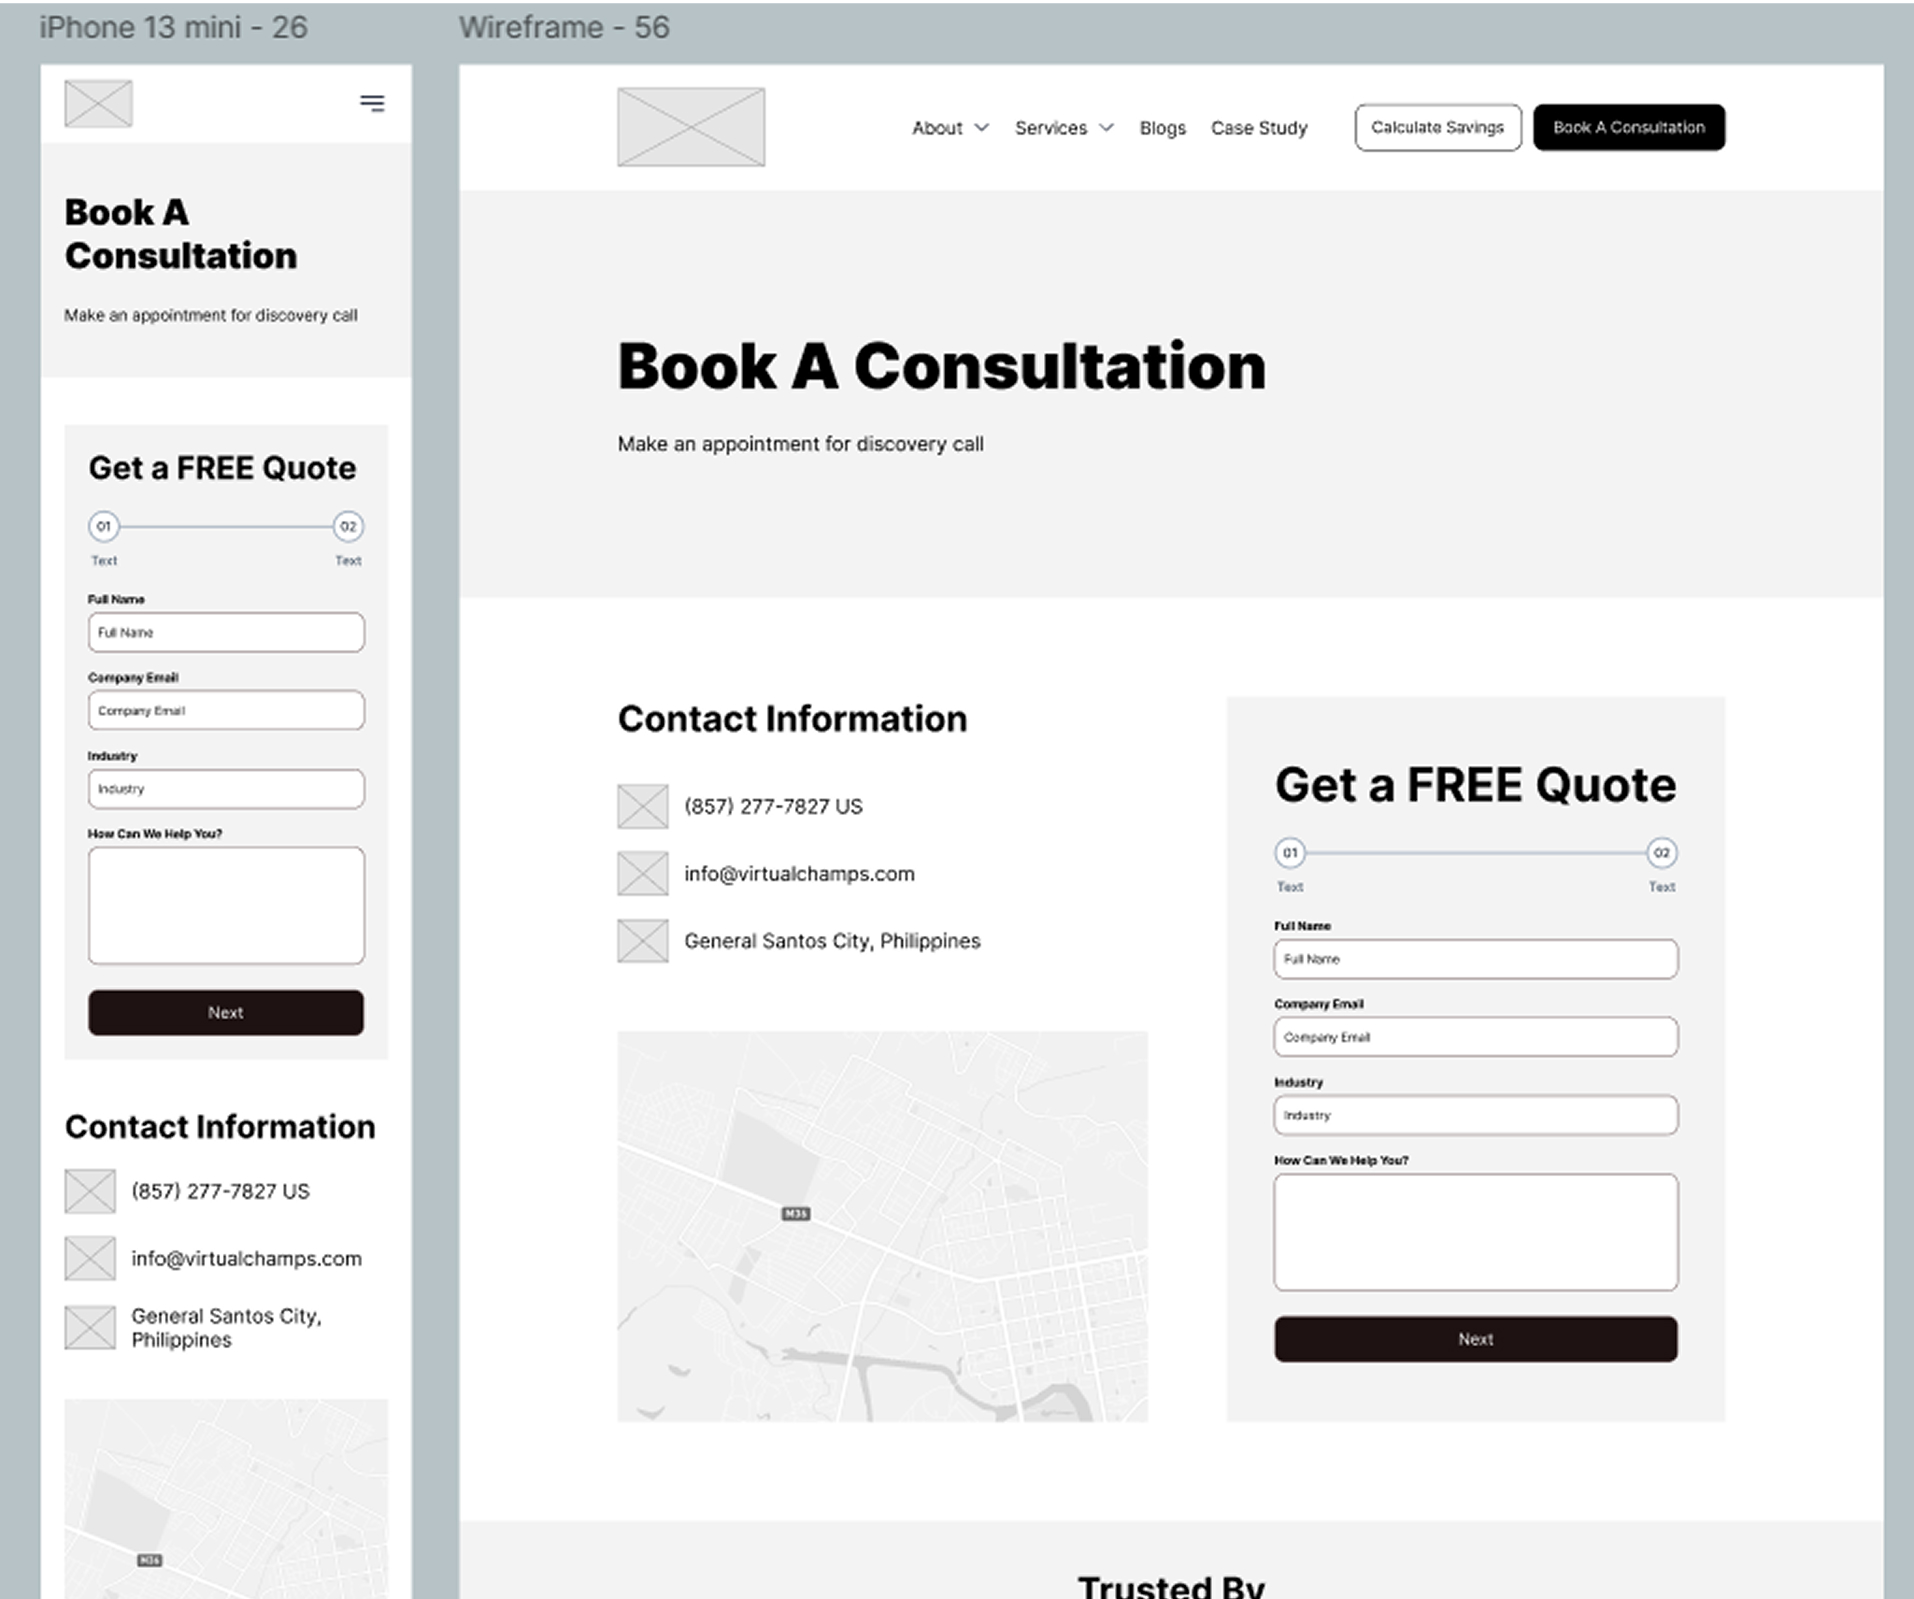 iPhone 13 mini - 26
Book A
Consultation
Make an appointment for discovery call
Get a FREE Quote
01
02
Text
Text
Full Name
Full Name
Company Email
Company Email
Industry
Industry
How Can We Help You?
Next
Contact Information
(857) 277-7827 US
info@virtualchamps.com
General Santos City,
Philippines
M36
Wireframe - 56
About
Services
Blogs
Case Study
Calculate Savings
Book A Consultation
Book A Consultation
Make an appointment for discovery call
Contact Information
(857) 277-7827 US
info@virtualchamps.com
General Santos City, Philippines
M36
Get a FREE Quote
01
02
Text
Text
Full Name
Full Name
Company Email
Company Email
Industry
Industry
How Can We Help You?
Next
Trusted By